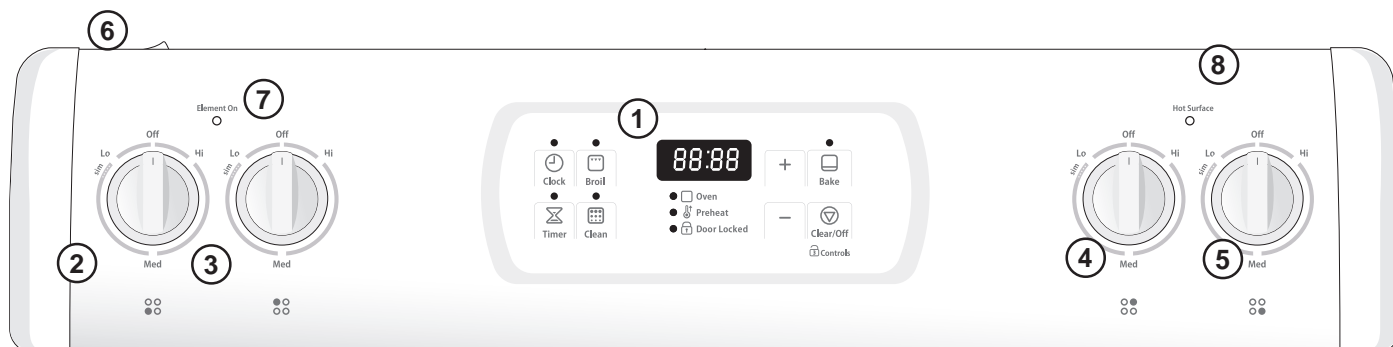 6
8
7
Element On
Hot Surface
1
Off
Off
Off
Off
Lo
Hi
Lo
Hi
Lo
Hi
Lo
Hi
sim
sim
sim
sim
88:88
Clock
Broil
+
Bake
Oven
Preheat
Door Locked
Timer
Clean
−
Clear/Off
Controls
2
3
4
5
Med
Med
Med
Med